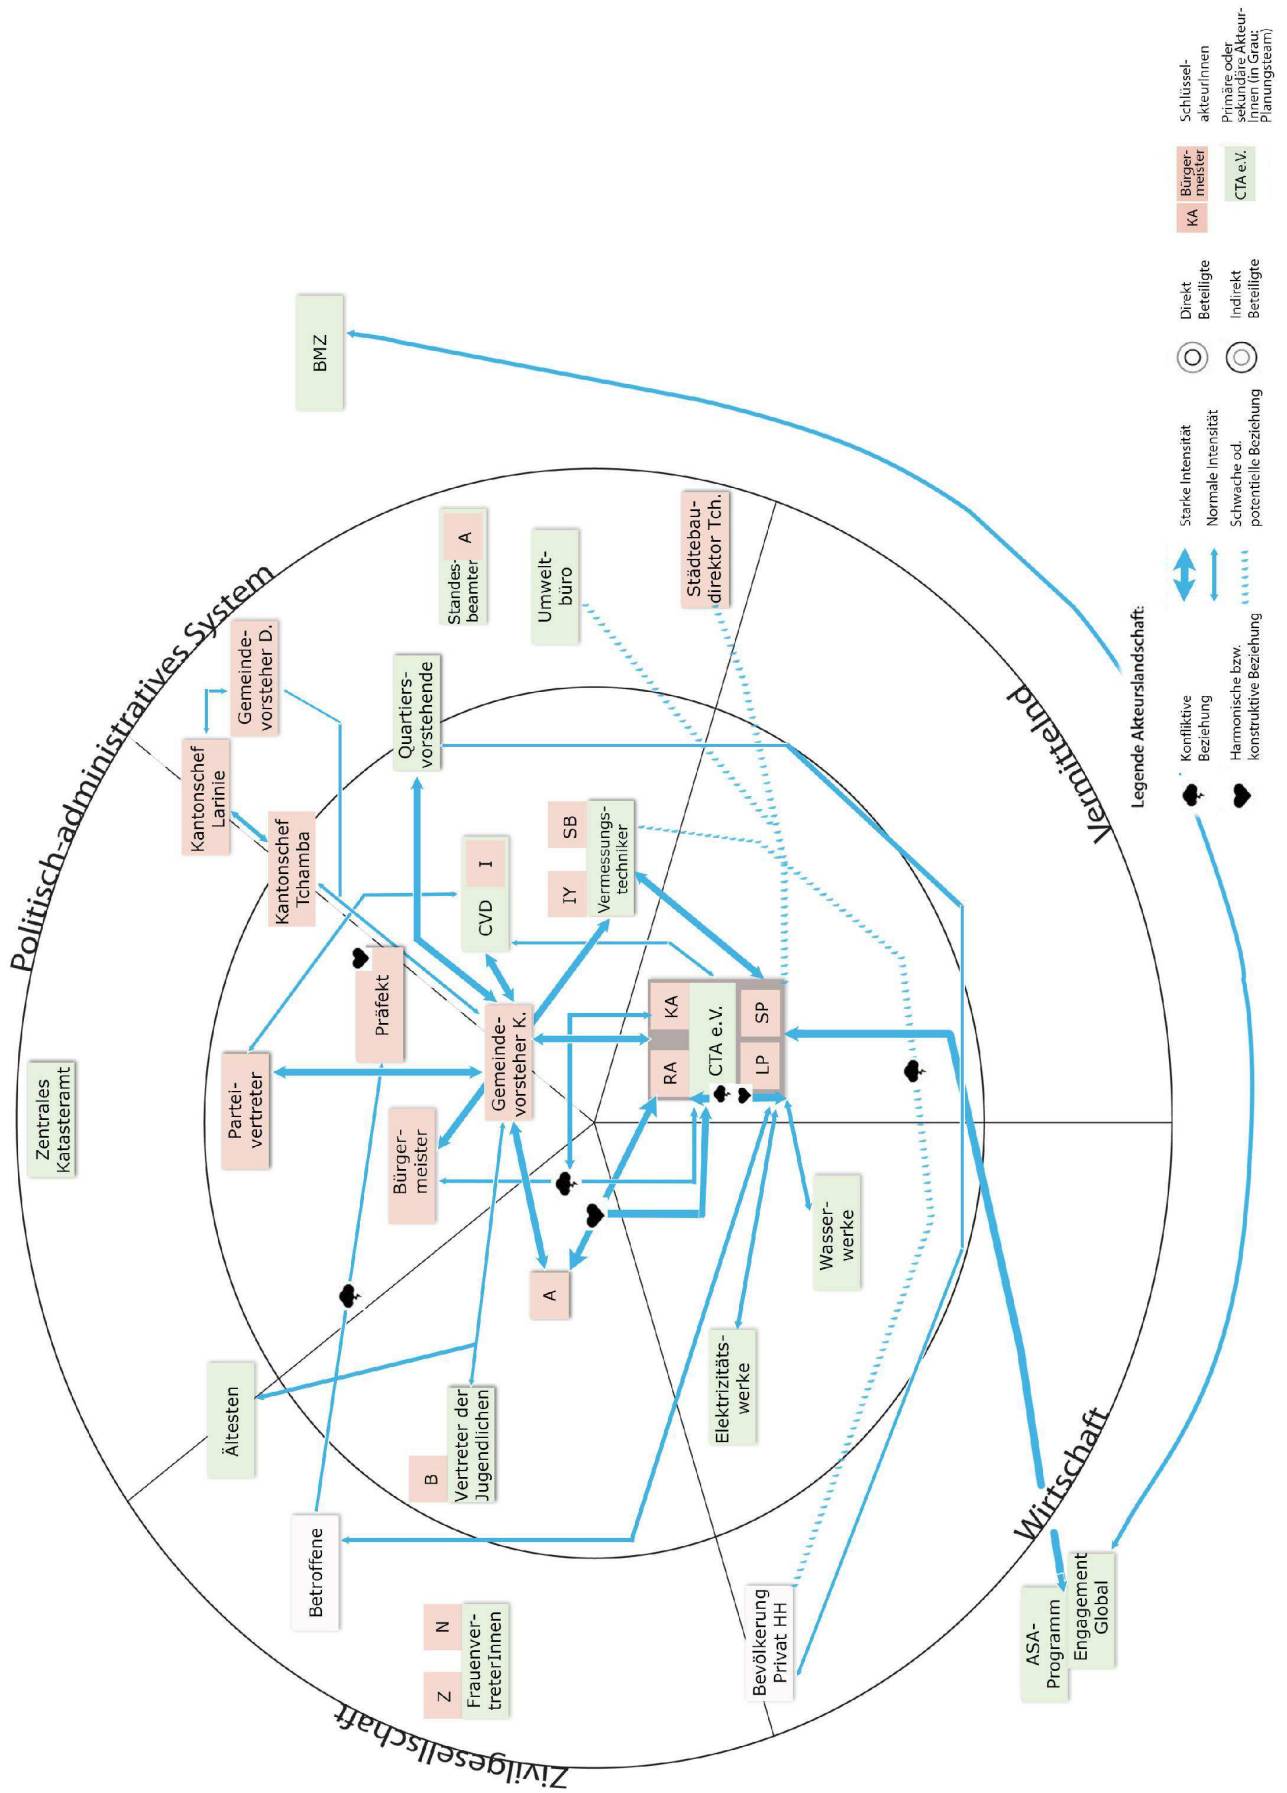 Politisch-administratives System
Zivilgesellschaft
Wirtschaft
Vermittelnd
Zentrales
Katasteramt
Ältesten
Partei-
vertreter
Kantonschef
Larinie
Gemeinde-
vorsteher D.
Kantonschef
Tchamba
Betroffene
Präfekt
BMZ
Bürger-
meister
Quartiers-
vorstehende
Z
N
Frauenver-
treterInnen
B
Vertreter der
Jugendlichen
Gemeinde-
vorsteher K.
CVD
I
Standes-
beamter
A
A
IY
SB
Vermessungs-
techniker
Umwelt-
büro
RA
KA
CTA e.V.
LP
SP
Städtebau-
direktor Tch.
Elektrizitäts-
werke
Bevölkerung
Privat HH
Wasser-
werke
ASA-
Programm
Engagement
Global
Legende Akteurslandschaft:
Konfliktive
Beziehung
Harmonische bzw.
konstruktive Beziehung
Starke Intensität
Normale Intensität
Schwache od.
potentielle Beziehung
Direkt
Beteiligte
Indirekt
Beteiligte
KA
Bürger-
meister
Schlüssel-
akteurInnen
CTA e.V.
Primäre oder
sekundäre Akteur-
Innen (in Grau:
Planungsteam)